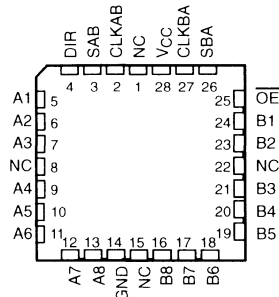 DIR SAB CLKAB NC VCC CLKBA SBA
4 3 2 1 28 27 26
A1 5 25 OE
A2 6 24 B1
A3 7 23 B2
NC 8 22 NC
A4 9 21 B3
A5 10 20 B4
A6 11 19 B5
12 13 14 15 16 17 18
A7 A8 GND NC B8 B7 B6